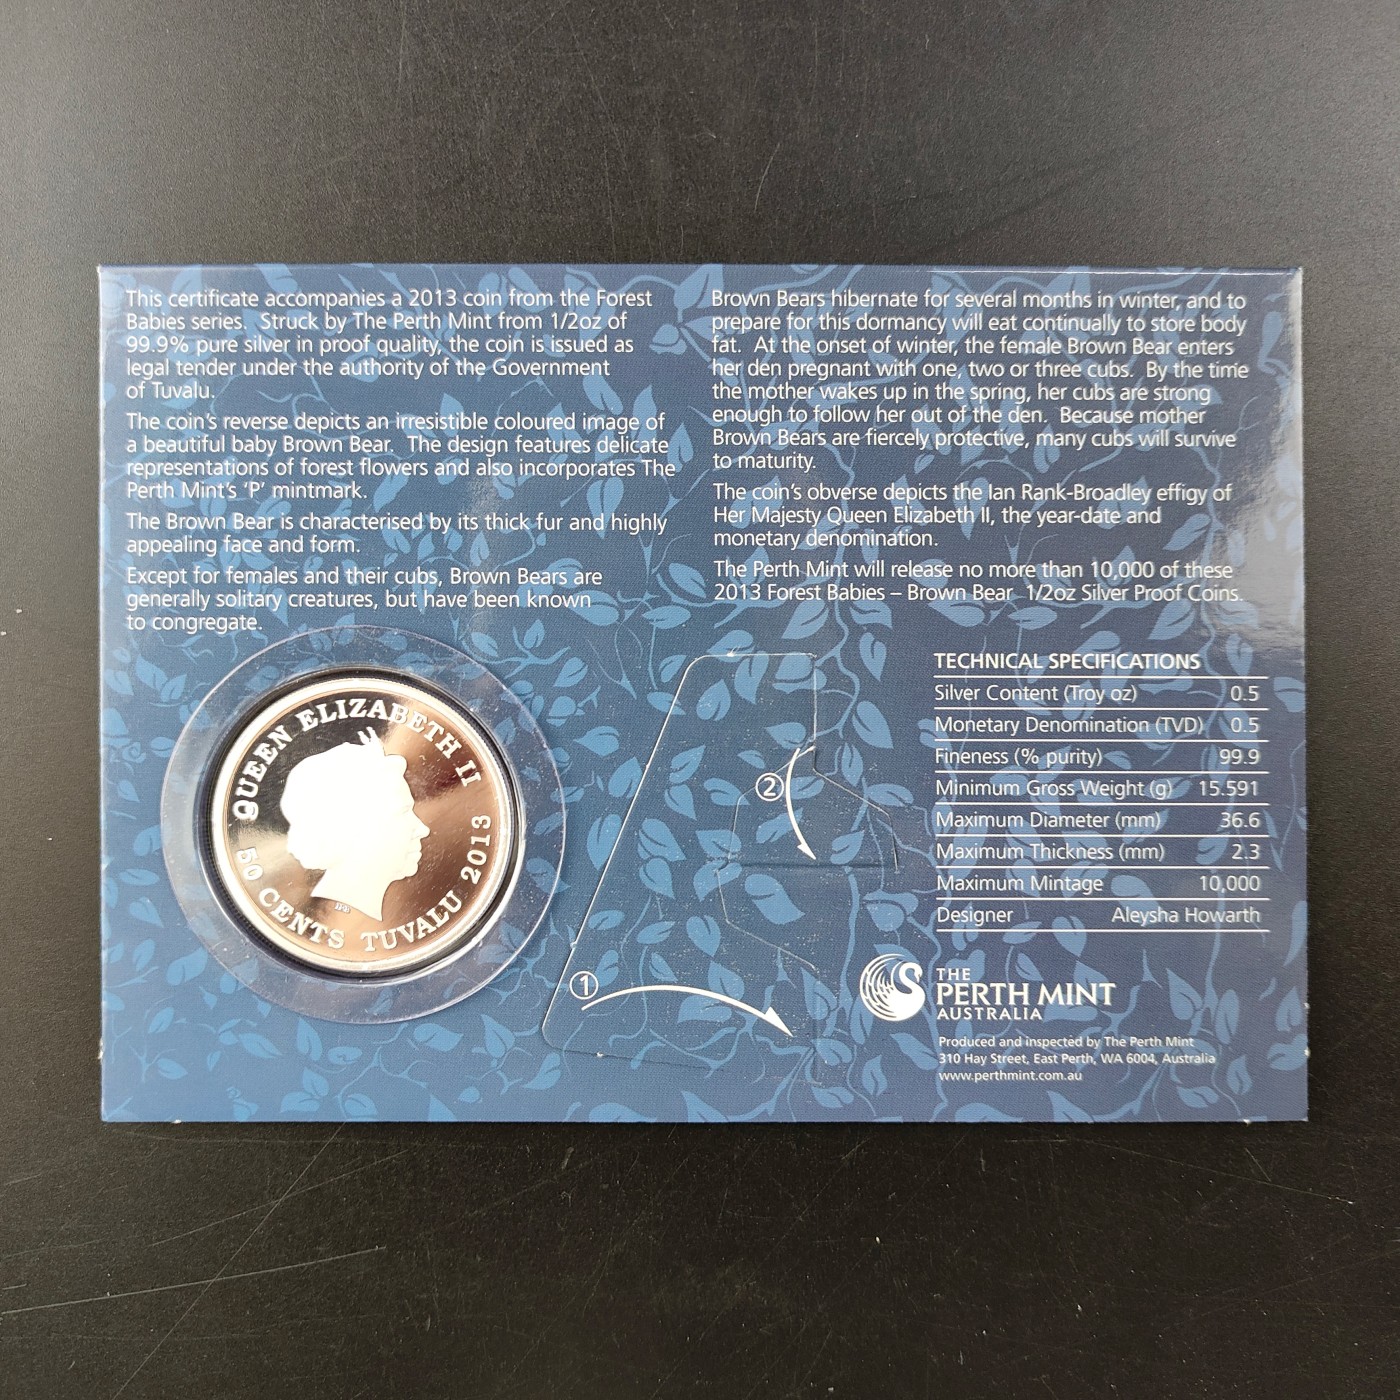 This certificate accompanies a 2013 coin from the Forest
Babies series. Struck by The Perth Mint from 1/2oz of
99.9% pure silver in proof quality, the coin is issued as
legal tender under the authority of the Government
of Tuvalu.
The coin's reverse depicts an irresistible coloured image of
a beautiful baby Brown Bear. The design features delicate
representations of forest flowers and also incorporates The
Perth Mint's 'P' mintmark.
The Brown Bear is characterised by its thick fur and highly
appealing face and form.
Except for females and their cubs, Brown Bears are
generally solitary creatures, but have been known
to congregate.
Brown Bears hibernate for several months in winter, and to
prepare for this dormancy will eat continually to store body
fat. At the onset of winter, the female Brown Bear enters
her den pregnant with one, two or three cubs. By the time
the mother wakes up in the spring, her cubs are strong
enough to follow her out of the den. Because mother
Brown Bears are fiercely protective, many cubs will survive
to maturity.
The coin's obverse depicts the Ian Rank-Broadley effigy of
Her Majesty Queen Elizabeth II, the year-date and
monetary denomination.
The Perth Mint will release no more than 10,000 of these
2013 Forest Babies – Brown Bear 1/2oz Silver Proof Coins.
QUEEN ELIZABETH II
50 CENTS TUVALU 2013
IRB
1
2
TECHNICAL SPECIFICATIONS
Silver Content (Troy oz) 0.5
Monetary Denomination (TVD) 0.5
Fineness (% purity) 99.9
Minimum Gross Weight (g) 15.591
Maximum Diameter (mm) 36.6
Maximum Thickness (mm) 2.3
Maximum Mintage 10,000
Designer Aleysha Howarth
THE
PERTH MINT
AUSTRALIA
Produced and inspected by The Perth Mint
310 Hay Street, East Perth, WA 6004, Australia
www.perthmint.com.au